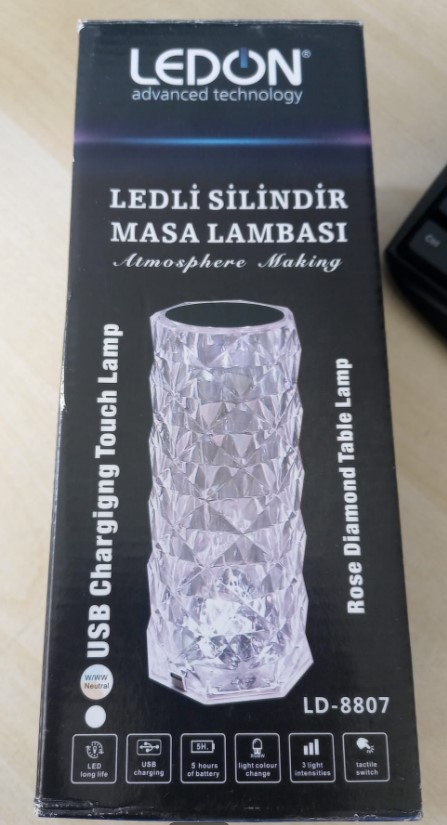 LEDON®
advanced technology
LEDLİ SİLİNDİR
MASA LAMBASI
Atmosphere Making
USB Chargigng Touch Lamp
Rose Diamond Table Lamp
W/WW
Neutral
LD-8807
LED
long life
USB
charging
5H.
5 hours
of battery
light colour
change
3 light
intensities
tactile
switch